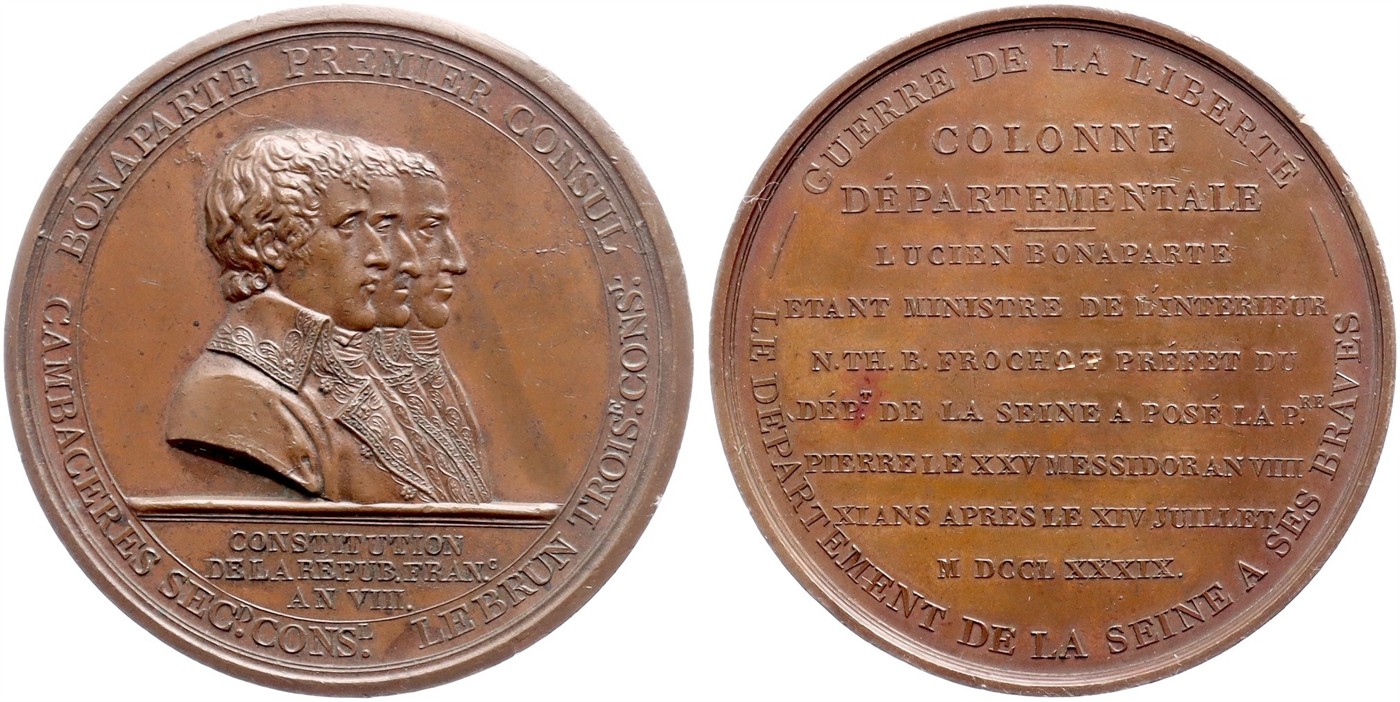 BONAPARTE PREMIER CONSUL
CAMBACERES SEC.D CONS.L LEBRUN TROIS.E CONS.
CONSTITUTION
DE LA REPUB. FRAN.C
AN VIII.
GUERRE DE LA LIBERTÉ
COLONNE
DÉPARTEMENTALE
LUCIEN BONAPARTE
ETANT MINISTRE DE L'INTERIEUR
N. TH. B. FROCHOT PRÉFET DU
DÉP.T DE LA SEINE A POSÉ LA P.RE
PIERRE LE XXV MESSIDOR AN VIII
XI ANS APRES LE XIV JUILLET
M DCCL XXXIX.
LE DEPARTEMENT DE LA SEINE A SES BRAVES